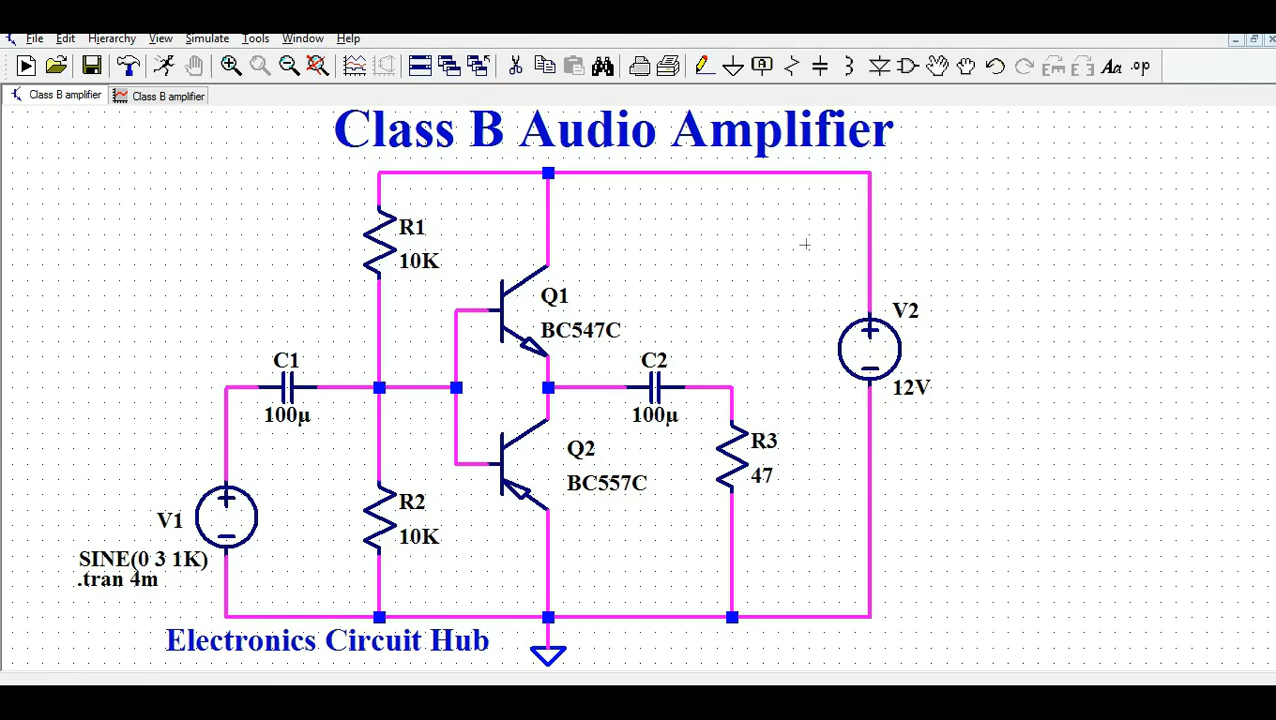 File Edit Hierarchy View Simulate Tools Window Help
A Aa .op
Class B amplifier Class B amplifier
Class B Audio Amplifier
R1
10K
Q1
BC547C
V2
12V
C1
100µ
C2
100µ
Q2
BC557C
R3
47
R2
10K
V1
SINE(0 3 1K)
.tran 4m
Electronics Circuit Hub